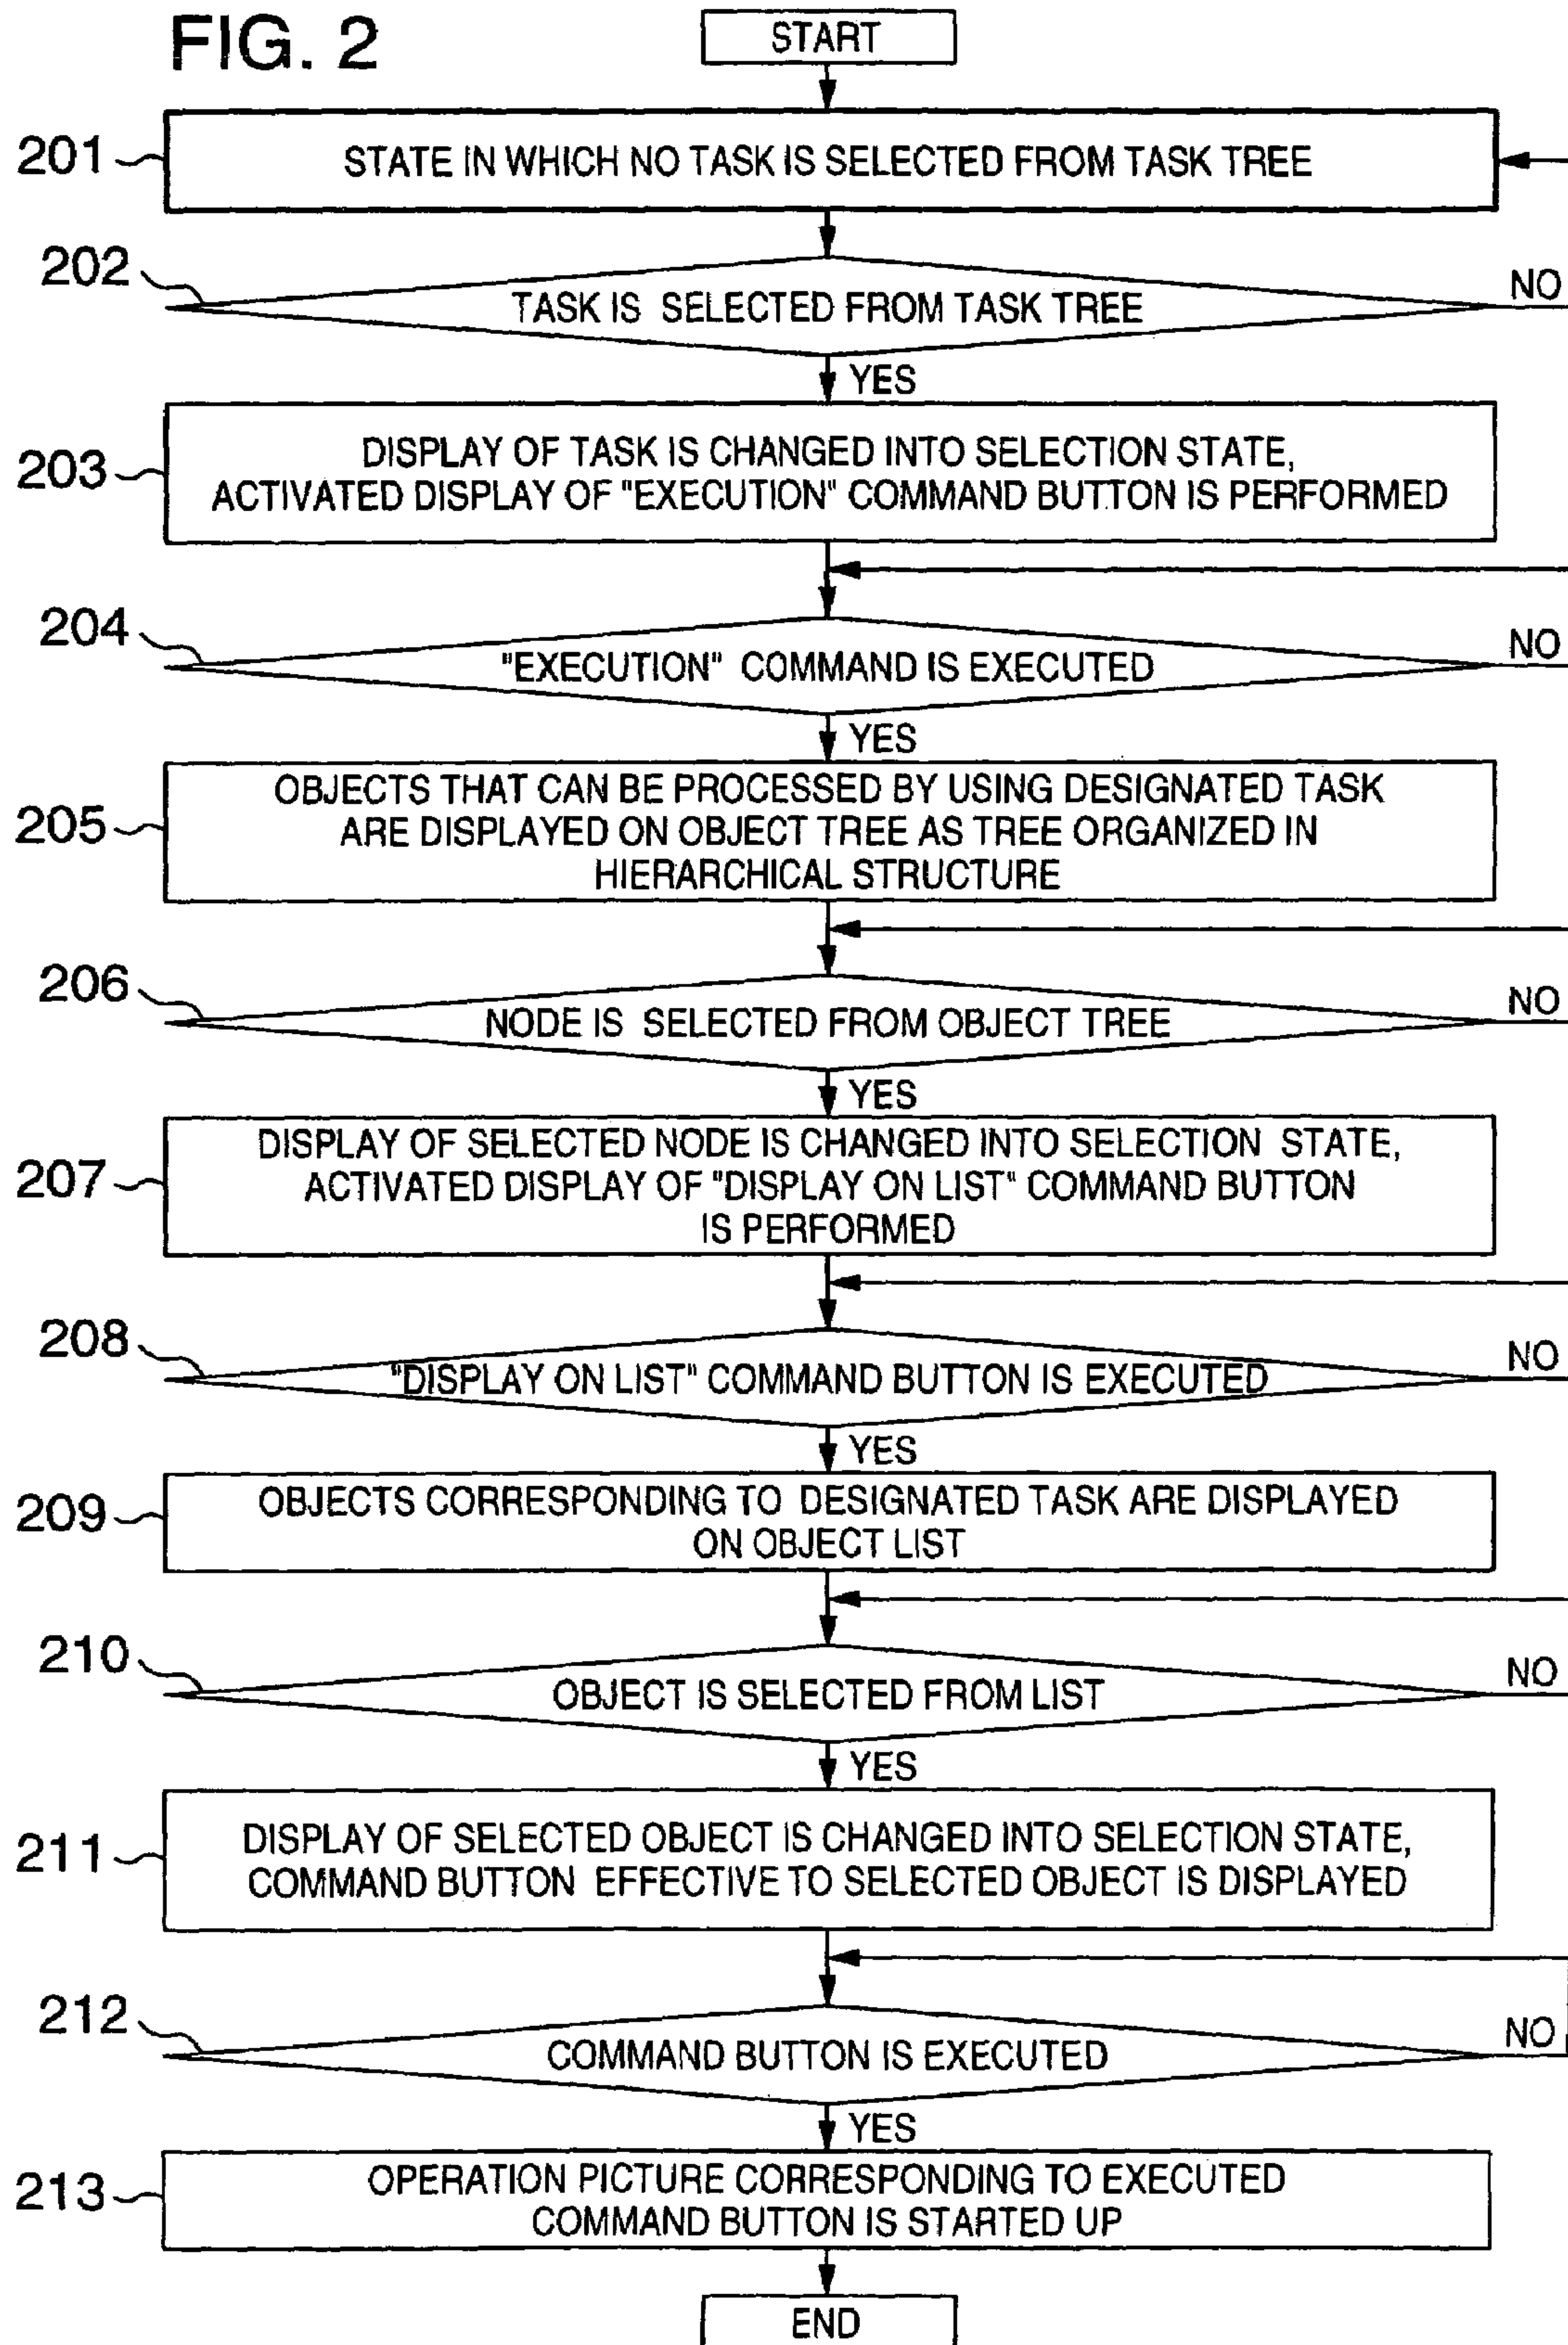 FIG. 2
START
201
STATE IN WHICH NO TASK IS SELECTED FROM TASK TREE
202
TASK IS SELECTED FROM TASK TREE
NO
YES
203
DISPLAY OF TASK IS CHANGED INTO SELECTION STATE,
ACTIVATED DISPLAY OF "EXECUTION" COMMAND BUTTON IS PERFORMED
204
"EXECUTION" COMMAND IS EXECUTED
NO
YES
205
OBJECTS THAT CAN BE PROCESSED BY USING DESIGNATED TASK
ARE DISPLAYED ON OBJECT TREE AS TREE ORGANIZED IN
HIERARCHICAL STRUCTURE
206
NODE IS SELECTED FROM OBJECT TREE
NO
YES
207
DISPLAY OF SELECTED NODE IS CHANGED INTO SELECTION STATE,
ACTIVATED DISPLAY OF "DISPLAY ON LIST" COMMAND BUTTON
IS PERFORMED
208
"DISPLAY ON LIST" COMMAND BUTTON IS EXECUTED
NO
YES
209
OBJECTS CORRESPONDING TO DESIGNATED TASK ARE DISPLAYED
ON OBJECT LIST
210
OBJECT IS SELECTED FROM LIST
NO
YES
211
DISPLAY OF SELECTED OBJECT IS CHANGED INTO SELECTION STATE,
COMMAND BUTTON EFFECTIVE TO SELECTED OBJECT IS DISPLAYED
212
COMMAND BUTTON IS EXECUTED
NO
YES
213
OPERATION PICTURE CORRESPONDING TO EXECUTED
COMMAND BUTTON IS STARTED UP
END